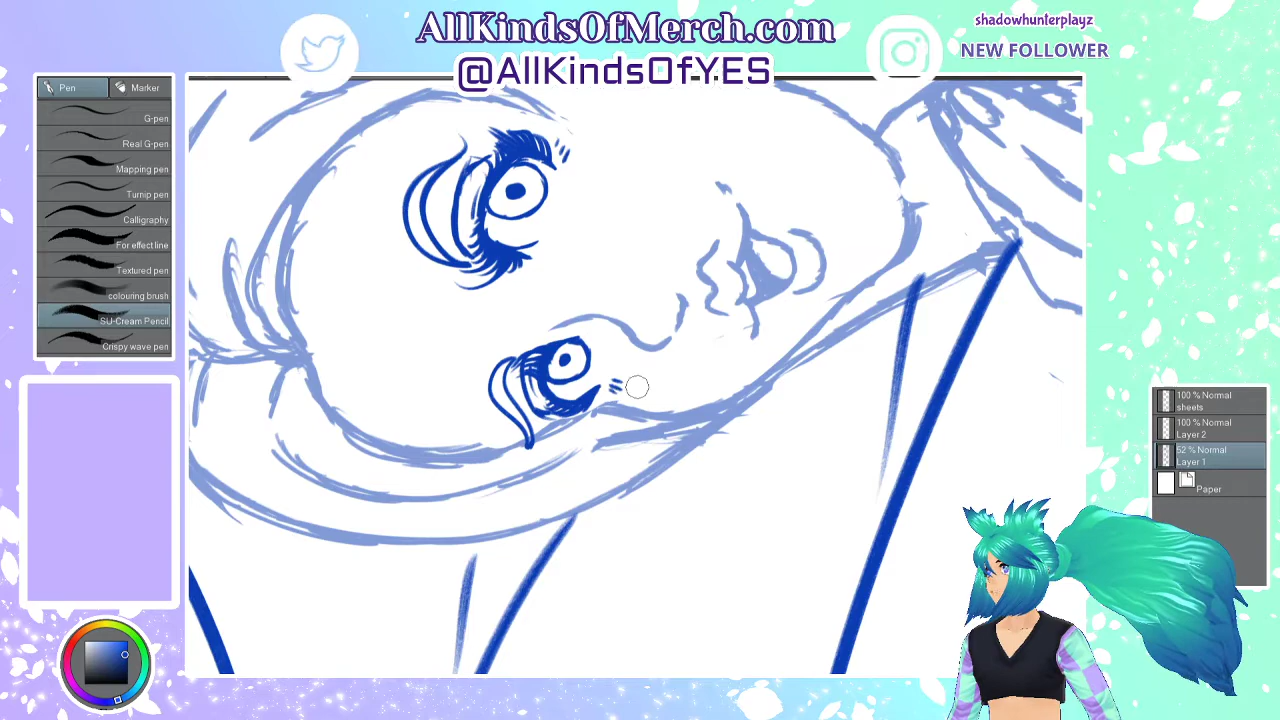 AllKindsOfMerch.com
@AllKindsOfYES
shadowhunterplayz
NEW FOLLOWER
Pen
Marker
G-pen
Real G-pen
Mapping pen
Turnip pen
Calligraphy
For effect line
Textured pen
colouring brush
SU-Cream Pencil
Crispy wave pen
100 % Normal
sheets
100 % Normal
Layer 2
52 % Normal
Layer 1
Paper